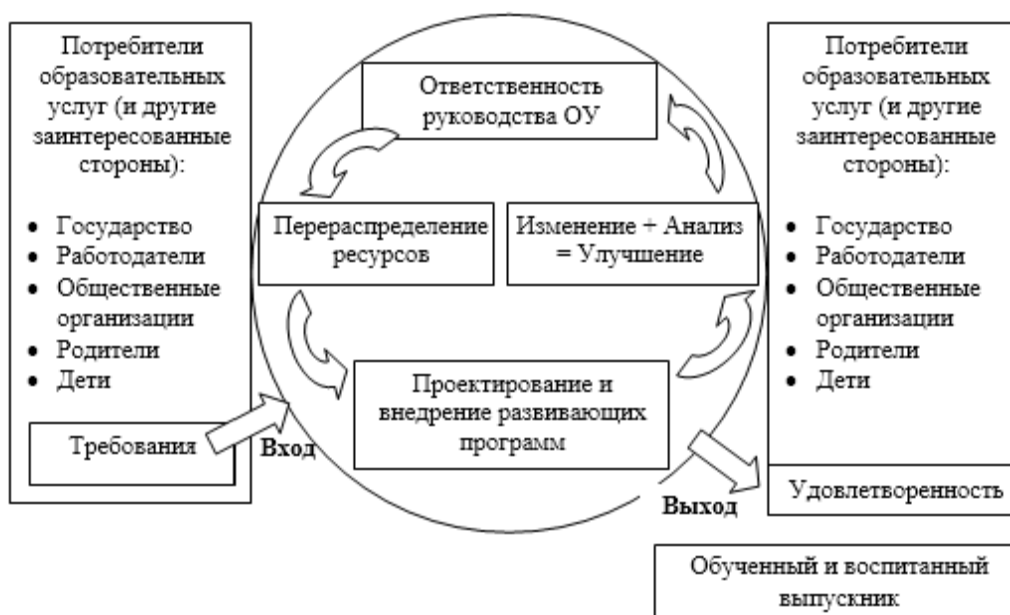 Потребители
образовательных
услуг (и другие
заинтересованные
стороны):
● Государство
● Работодатели
● Общественные
организации
● Родители
● Дети
Требования
Вход
Ответственность
руководства ОУ
Перераспределение
ресурсов
Изменение + Анализ
= Улучшение
Проектирование и
внедрение развивающих
программ
Выход
Потребители
образовательных
услуг (и другие
заинтересованные
стороны):
● Государство
● Работодатели
● Общественные
организации
● Родители
● Дети
Удовлетворенность
Обученный и воспитанный
выпускник